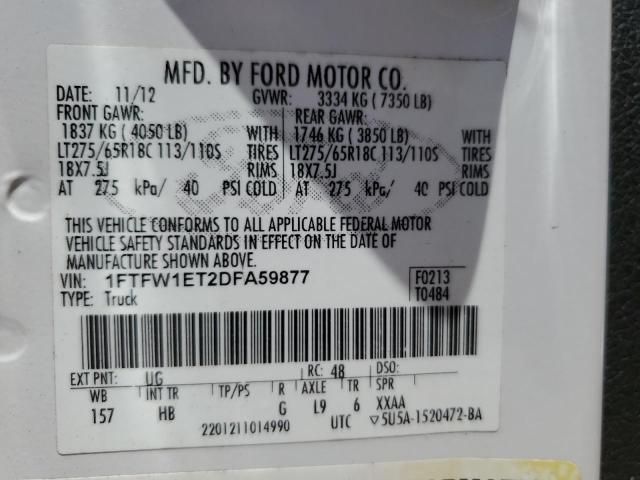 MFD. BY FORD MOTOR CO.
DATE: 11/12 GVWR: 3334 KG ( 7350 LB)
FRONT GAWR: REAR GAWR:
1837 KG ( 4050 LB) WITH 1746 KG ( 3850 LB) WITH
LT275/65R18C 113/110S TIRES LT275/65R18C 113/110S TIRES
18X7.5J RIMS 18X7.5J RIMS
AT 275 kPa/ 40 PSI COLD AT 275 kPa/ 40 PSI COLD
THIS VEHICLE CONFORMS TO ALL APPLICABLE FEDERAL MOTOR
VEHICLE SAFETY STANDARDS IN EFFECT ON THE DATE OF
MANUFACTURE SHOWN ABOVE.
VIN: 1FTFW1ET2DFA59877 F0213
TYPE: Truck T0484
EXT PNT: UG RC: 48 DSO:
WB INT TR TP/PS R AXLE TR SPR
157 HB G L9 6 XXAA
2201211014990 UTC ▽5U5A-1520472-BA